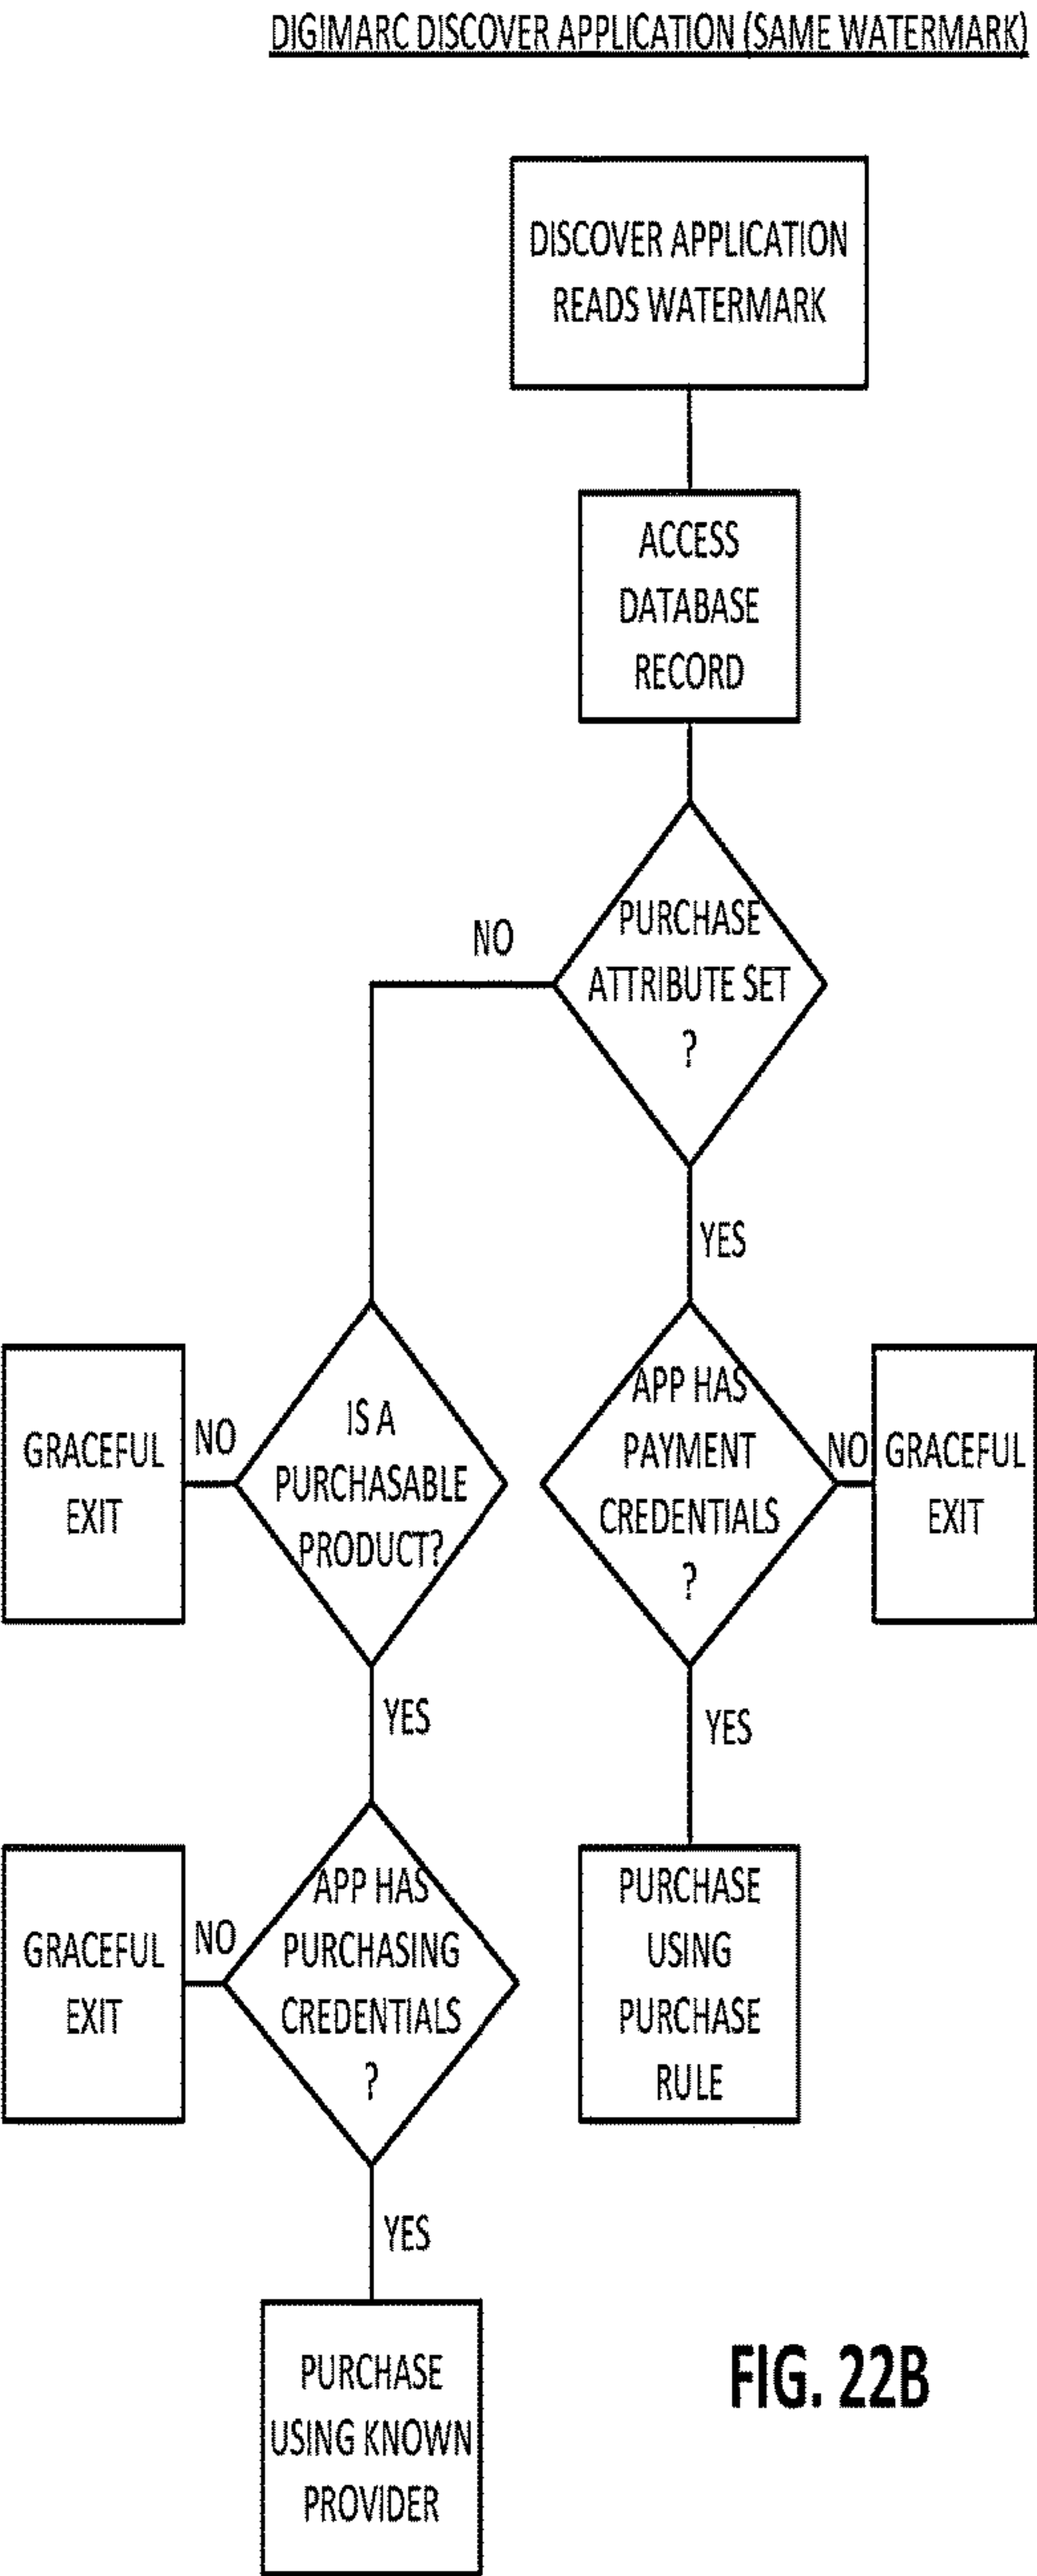 DIGIMARC DISCOVER APPLICATION (SAME WATERMARK)
DISCOVER APPLICATION
READS WATERMARK
ACCESS
DATABASE
RECORD
PURCHASE
ATTRIBUTE SET
?
NO
YES
GRACEFUL
EXIT
NO
IS A
PURCHASABLE
PRODUCT?
APP HAS
PAYMENT
CREDENTIALS
?
NO
GRACEFUL
EXIT
YES
YES
GRACEFUL
EXIT
NO
APP HAS
PURCHASING
CREDENTIALS
?
PURCHASE
USING
PURCHASE
RULE
YES
PURCHASE
USING KNOWN
PROVIDER
FIG. 22B